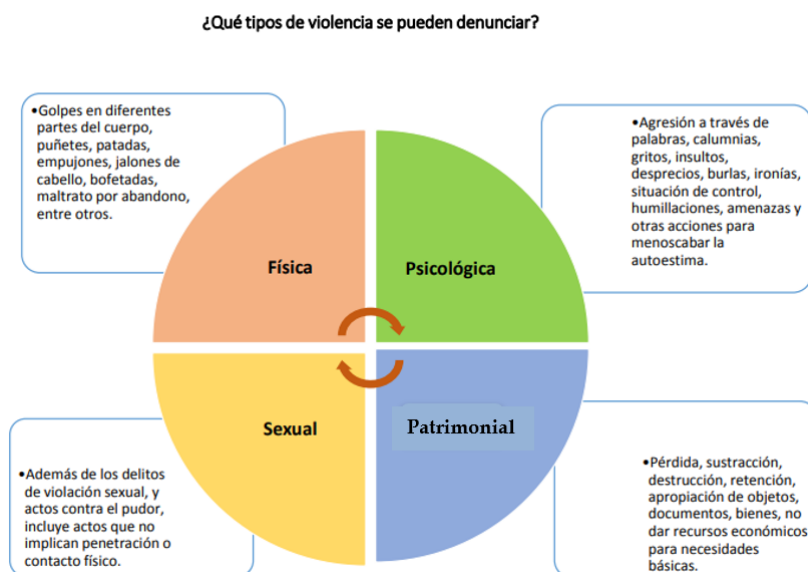 ¿Qué tipos de violencia se pueden denunciar?
•Golpes en diferentes
partes del cuerpo,
puñetes, patadas,
empujones, jalones de
cabello, bofetadas,
maltrato por abandono,
entre otros.
•Agresión a través de
palabras, calumnias,
gritos, insultos,
desprecios, burlas, ironías,
situación de control,
humillaciones, amenazas y
otras acciones para
menoscabar la
autoestima.
Física
Psicológica
Sexual
Patrimonial
•Además de los delitos
de violación sexual, y
actos contra el pudor,
incluye actos que no
implican penetración o
contacto físico.
•Pérdida, sustracción,
destrucción, retención,
apropiación de objetos,
documentos, bienes, no
dar recursos económicos
para necesidades
básicas.